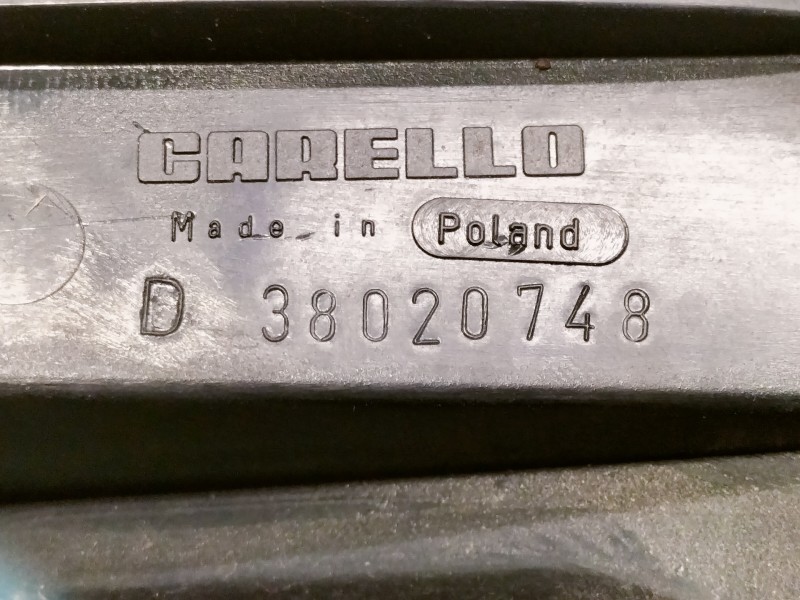 CARELLO
Made in Poland
D 38020748